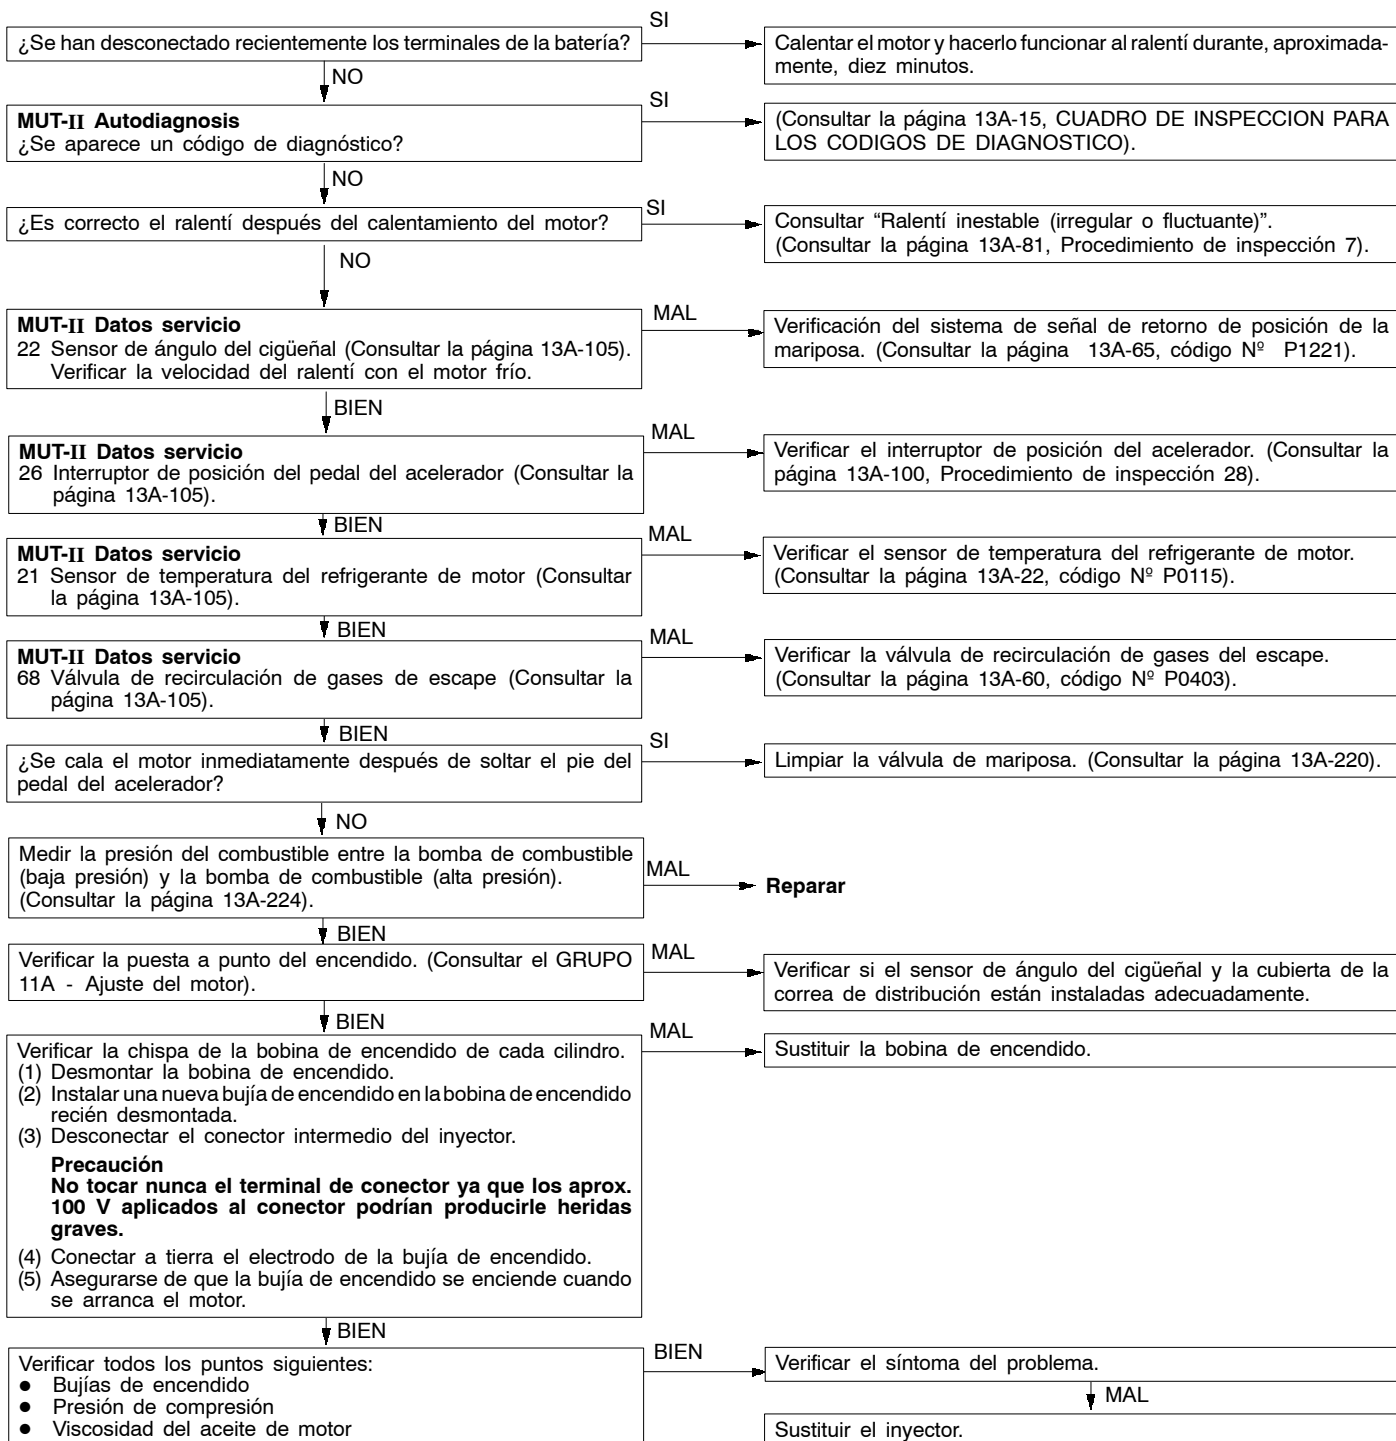 ¿Se han desconectado recientemente los terminales de la batería?
SI
Calentar el motor y hacerlo funcionar al ralentí durante, aproximada-
mente, diez minutos.
NO
MUT-II Autodiagnosis
¿Se aparece un código de diagnóstico?
SI
(Consultar la página 13A-15, CUADRO DE INSPECCION PARA
LOS CODIGOS DE DIAGNOSTICO).
NO
¿Es correcto el ralentí después del calentamiento del motor?
SI
Consultar “Ralentí inestable (irregular o fluctuante)”.
(Consultar la página 13A-81, Procedimiento de inspección 7).
NO
MUT-II Datos servicio
22 Sensor de ángulo del cigüeñal (Consultar la página 13A-105).
Verificar la velocidad del ralentí con el motor frío.
MAL
Verificación del sistema de señal de retorno de posición de la
mariposa. (Consultar la página 13A-65, código Nº P1221).
BIEN
MUT-II Datos servicio
26 Interruptor de posición del pedal del acelerador (Consultar la
página 13A-105).
MAL
Verificar el interruptor de posición del acelerador. (Consultar la
página 13A-100, Procedimiento de inspección 28).
BIEN
MUT-II Datos servicio
21 Sensor de temperatura del refrigerante de motor (Consultar
la página 13A-105).
MAL
Verificar el sensor de temperatura del refrigerante de motor.
(Consultar la página 13A-22, código Nº P0115).
BIEN
MUT-II Datos servicio
68 Válvula de recirculación de gases de escape (Consultar la
página 13A-105).
MAL
Verificar la válvula de recirculación de gases del escape.
(Consultar la página 13A-60, código Nº P0403).
BIEN
¿Se cala el motor inmediatamente después de soltar el pie del
pedal del acelerador?
SI
Limpiar la válvula de mariposa. (Consultar la página 13A-220).
NO
Medir la presión del combustible entre la bomba de combustible
(baja presión) y la bomba de combustible (alta presión).
(Consultar la página 13A-224).
MAL
Reparar
BIEN
Verificar la puesta a punto del encendido. (Consultar el GRUPO
11A - Ajuste del motor).
MAL
Verificar si el sensor de ángulo del cigüeñal y la cubierta de la
correa de distribución están instaladas adecuadamente.
BIEN
Verificar la chispa de la bobina de encendido de cada cilindro.
(1) Desmontar la bobina de encendido.
(2) Instalar una nueva bujía de encendido en la bobina de encendido
recién desmontada.
(3) Desconectar el conector intermedio del inyector.
Precaución
No tocar nunca el terminal de conector ya que los aprox.
100 V aplicados al conector podrían producirle heridas
graves.
(4) Conectar a tierra el electrodo de la bujía de encendido.
(5) Asegurarse de que la bujía de encendido se enciende cuando
se arranca el motor.
MAL
Sustituir la bobina de encendido.
BIEN
Verificar todos los puntos siguientes:
● Bujías de encendido
● Presión de compresión
● Viscosidad del aceite de motor
BIEN
Verificar el síntoma del problema.
MAL
Sustituir el inyector.